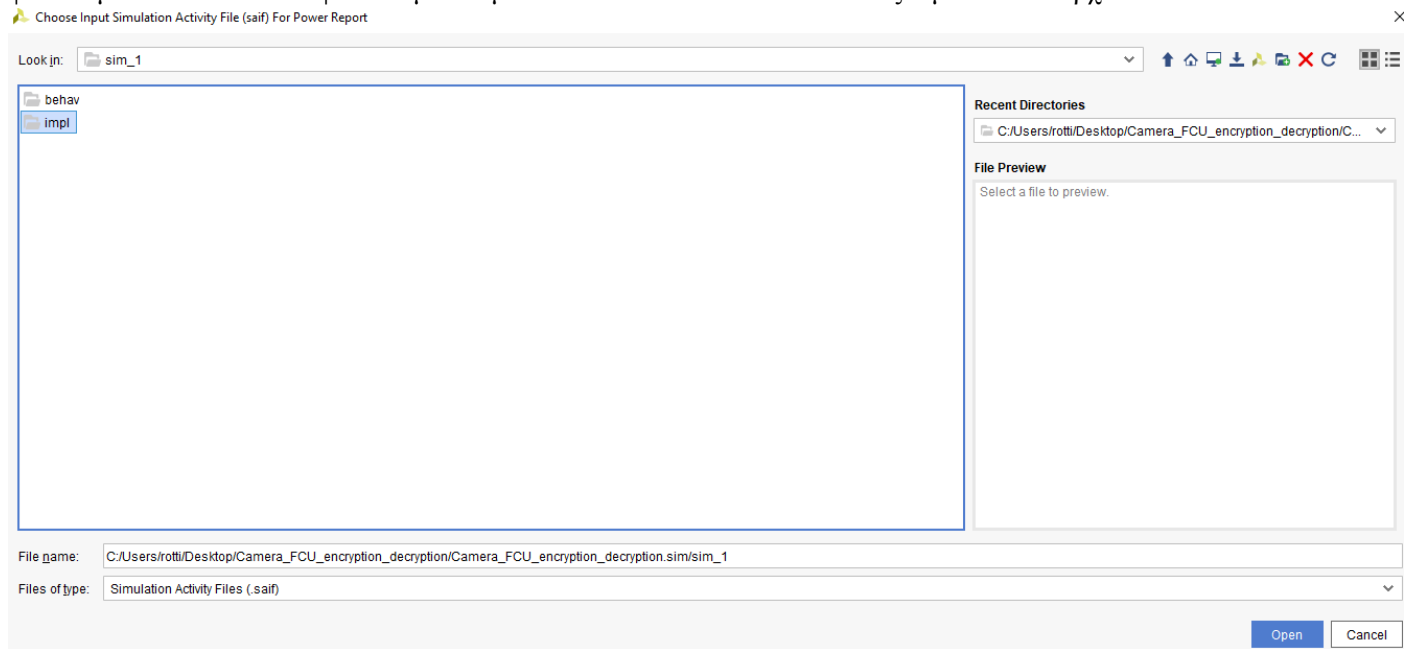 Choose Input Simulation Activity File (saif) For Power Report
Look in: sim_1
behav
impl
Recent Directories
C:/Users/rotti/Desktop/Camera_FCU_encryption_decryption/C...
File Preview
Select a file to preview.
File name: C:/Users/rotti/Desktop/Camera_FCU_encryption_decryption/Camera_FCU_encryption_decryption.sim/sim_1
Files of type: Simulation Activity Files (.saif)
Open Cancel